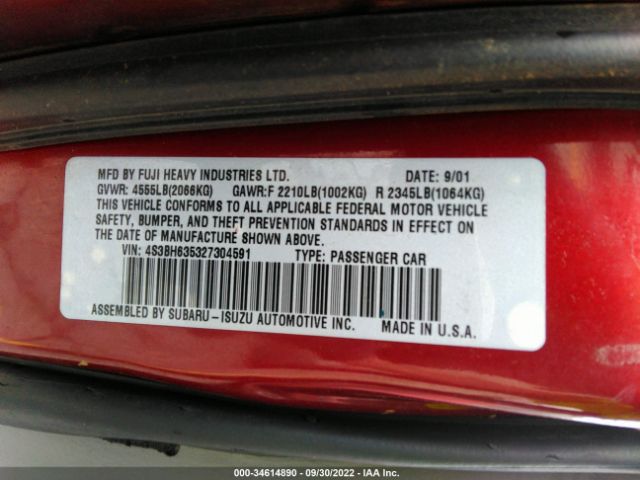 MFD BY FUJI HEAVY INDUSTRIES LTD. DATE: 9/01
GVWR: 4555LB(2066KG) GAWR:F 2210LB(1002KG) R 2345LB(1064KG)
THIS VEHICLE CONFORMS TO ALL APPLICABLE FEDERAL MOTOR VEHICLE
SAFETY, BUMPER, AND THEFT PREVENTION STANDARDS IN EFFECT ON
THE DATE OF MANUFACTURE SHOWN ABOVE.
VIN: 4S3BH635327304591 TYPE: PASSENGER CAR
ASSEMBLED BY SUBARU-ISUZU AUTOMOTIVE INC. MADE IN U.S.A.
000-34614890 - 09/30/2022 - IAA Inc.